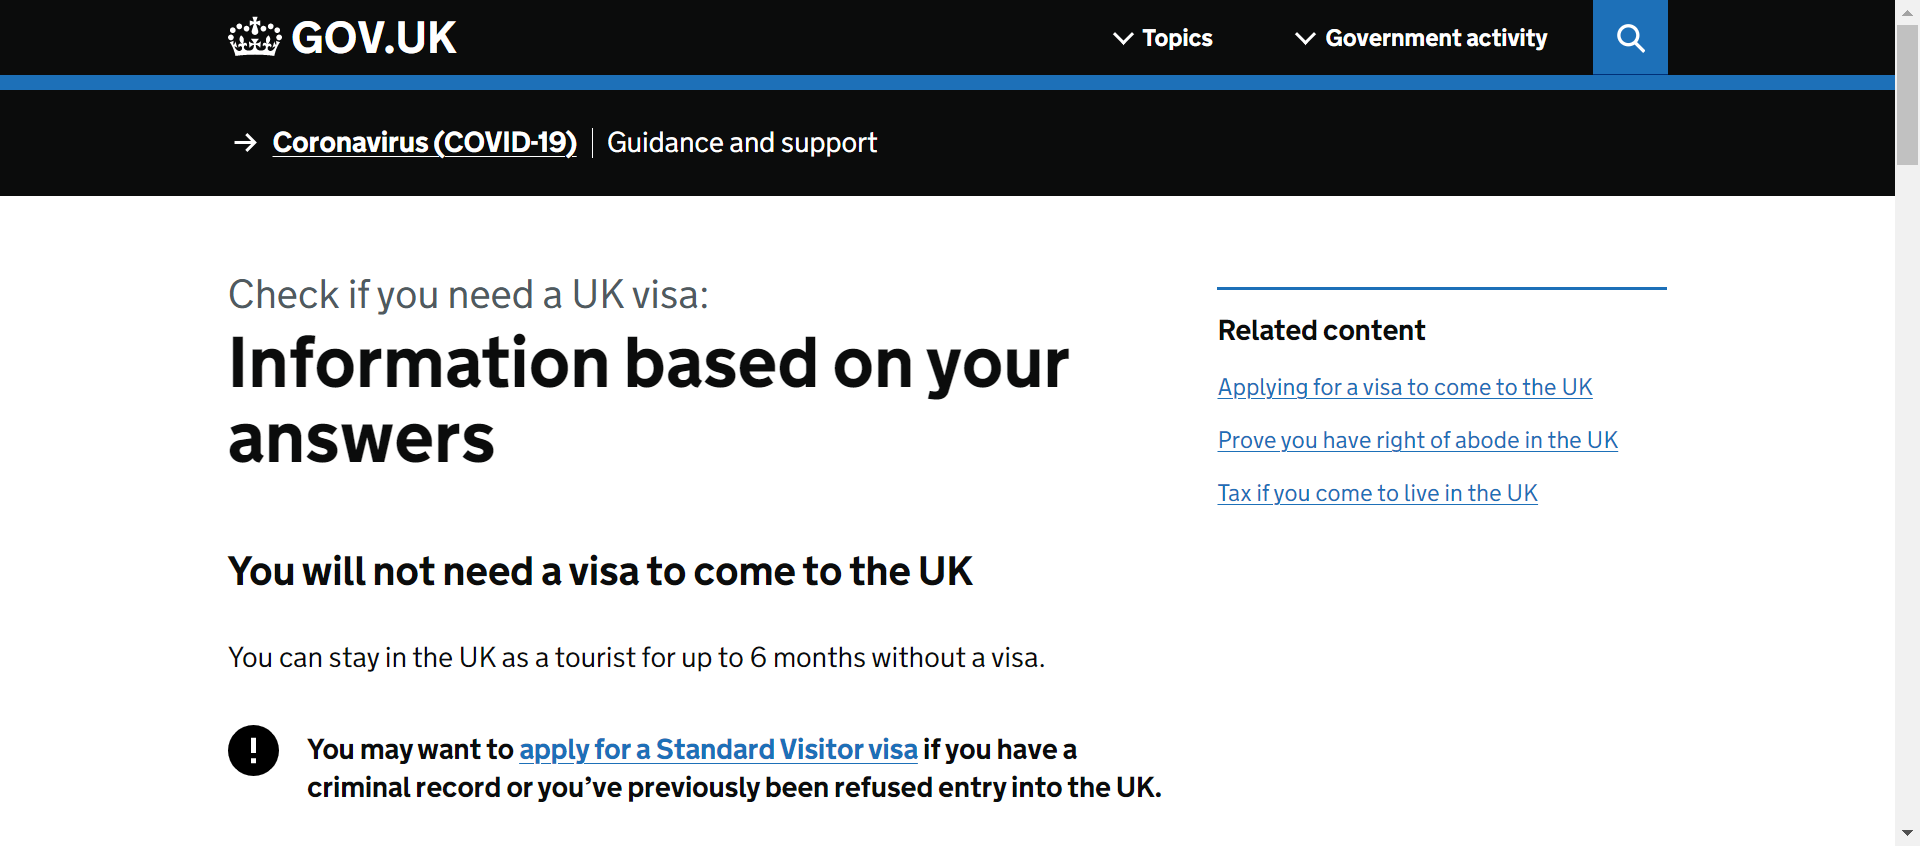 GOV.UK
Topics
Government activity
Coronavirus (COVID-19)
Guidance and support
Check if you need a UK visa:
Information based on your
answers
You will not need a visa to come to the UK
You can stay in the UK as a tourist for up to 6 months without a visa.
! You may want to apply for a Standard Visitor visa if you have a
criminal record or you’ve previously been refused entry into the UK.
Related content
Applying for a visa to come to the UK
Prove you have right of abode in the UK
Tax if you come to live in the UK